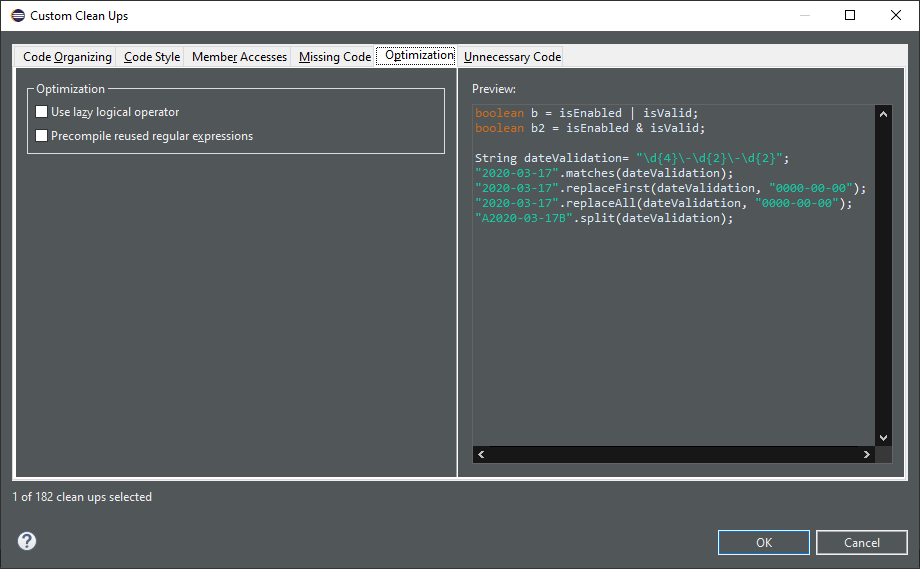 Custom Clean Ups
Code Organizing Code Style Member Accesses Missing Code Optimization Unnecessary Code
Optimization
Use lazy logical operator
Precompile reused regular expressions
Preview:
boolean b = isEnabled | isValid;
boolean b2 = isEnabled & isValid;
String dateValidation= "\d{4}\-\d{2}\-\d{2}";
"2020-03-17".matches(dateValidation);
"2020-03-17".replaceFirst(dateValidation, "0000-00-00");
"2020-03-17".replaceAll(dateValidation, "0000-00-00");
"A2020-03-17B".split(dateValidation);
1 of 182 clean ups selected
?
OK Cancel